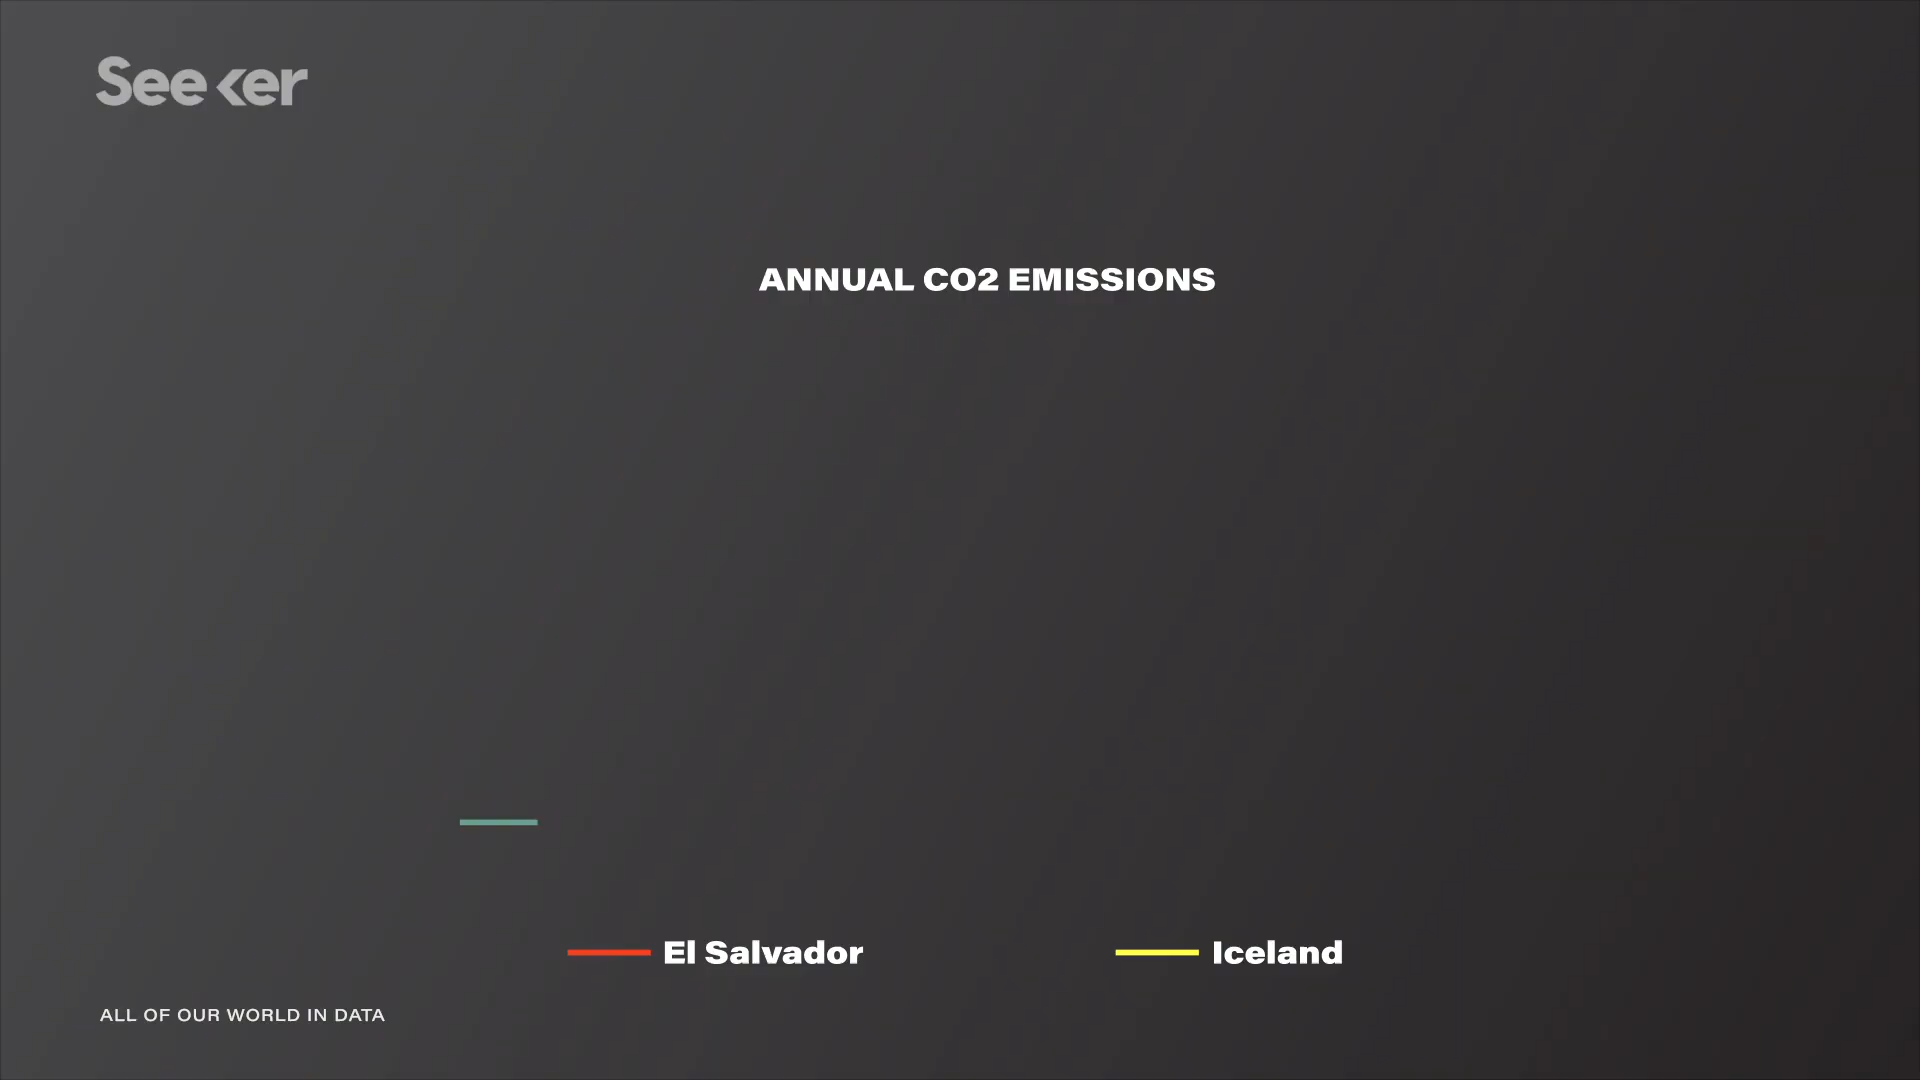 Seeker
ANNUAL CO2 EMISSIONS
El Salvador
Iceland
ALL OF OUR WORLD IN DATA